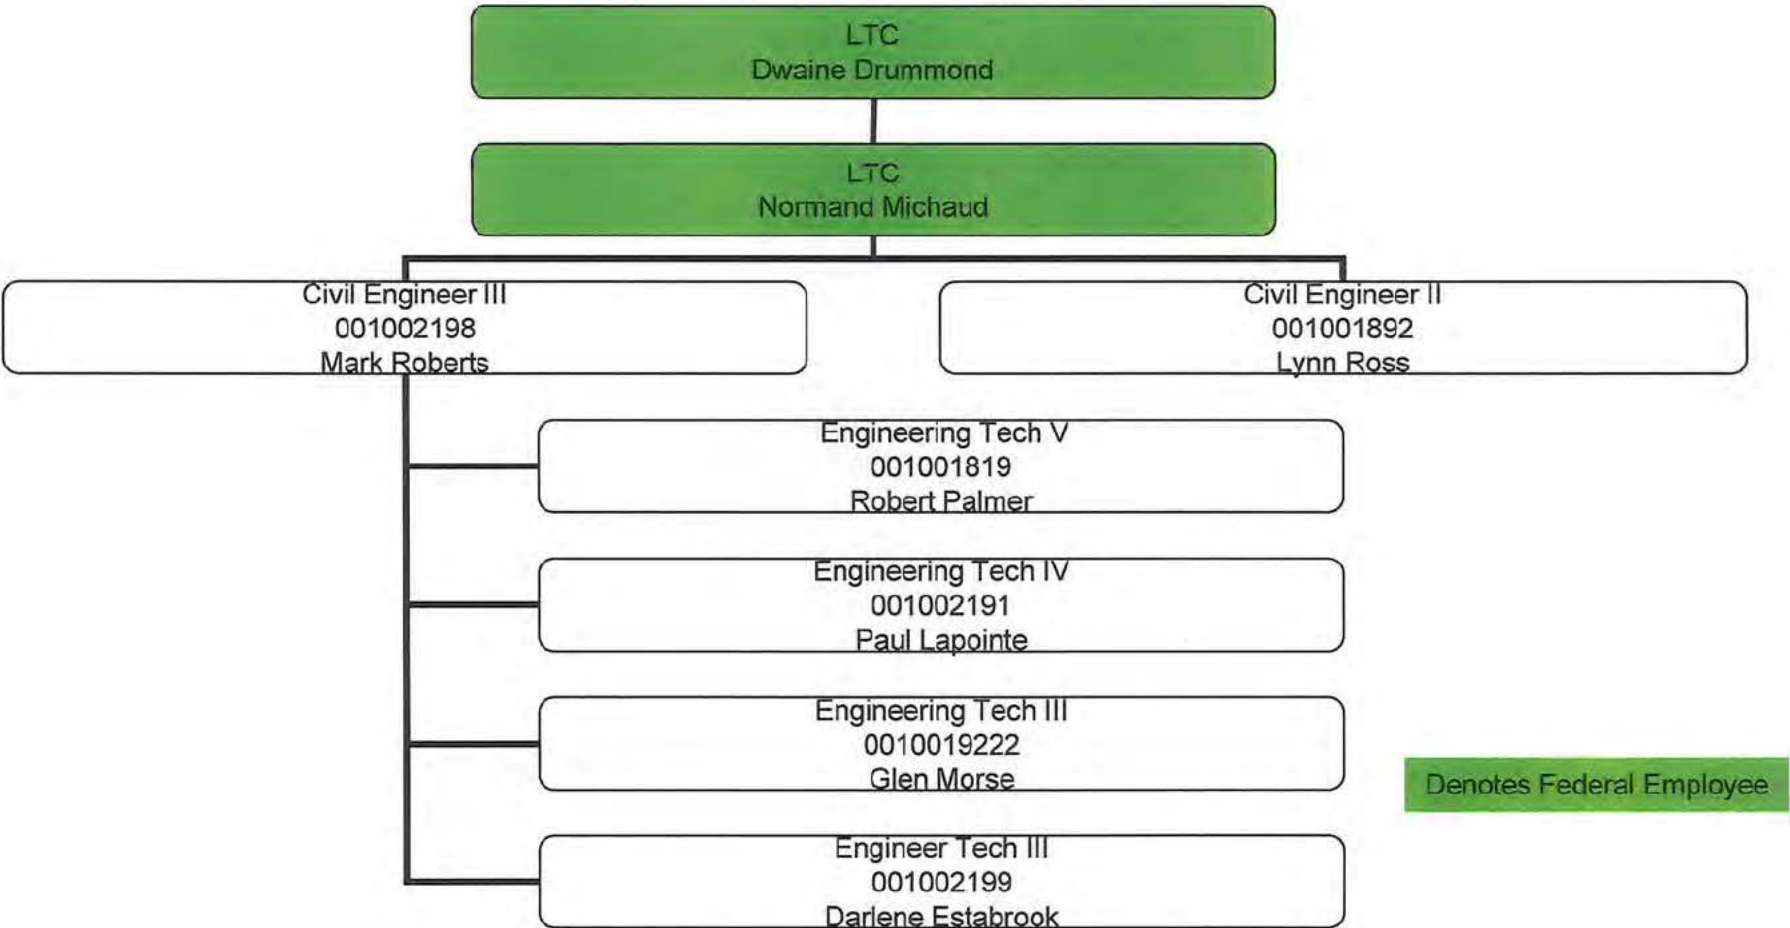 LTC
Dwaine Drummond
LTC
Normand Michaud
Civil Engineer III
001002198
Mark Roberts
Civil Engineer II
001001892
Lynn Ross
Engineering Tech V
001001819
Robert Palmer
Engineering Tech IV
001002191
Paul Lapointe
Engineering Tech III
0010019222
Glen Morse
Denotes Federal Employee
Engineer Tech III
001002199
Darlene Estabrook